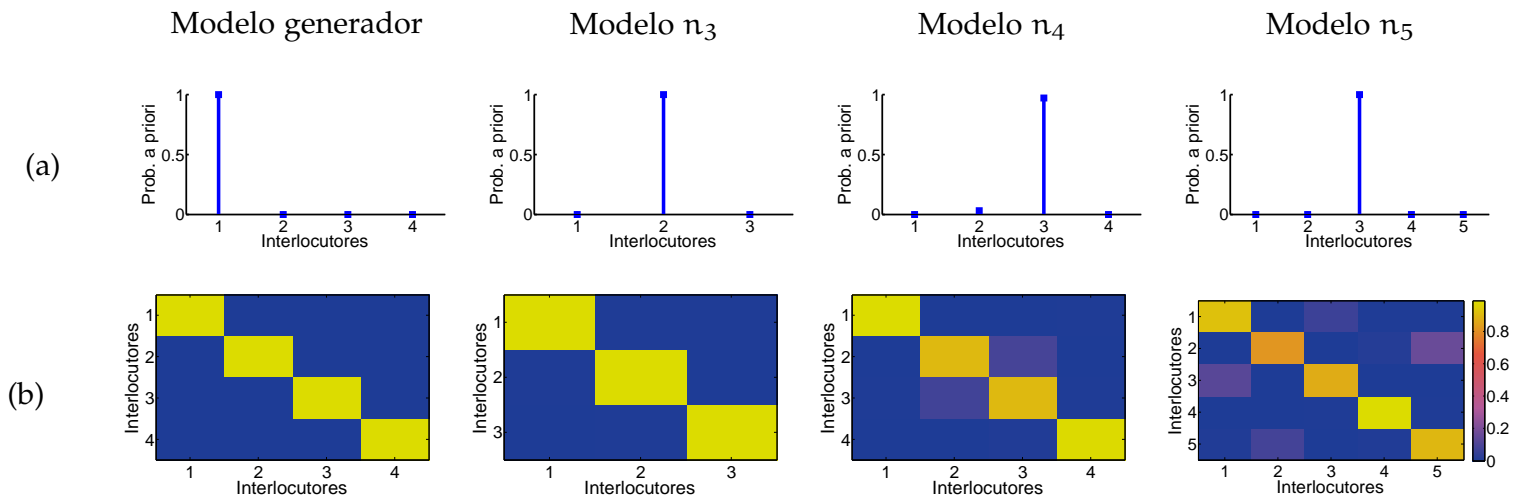 Modelo generador
Modelo n3
Modelo n4
Modelo n5
(a)
Prob. a priori
1
0.5
0
1 2 3 4
Interlocutores
Prob. a priori
1
0.5
0
1 2 3
Interlocutores
Prob. a priori
1
0.5
0
1 2 3 4
Interlocutores
Prob. a priori
1
0.5
0
1 2 3 4 5
Interlocutores
(b)
Interlocutores
1
2
3
4
1 2 3 4
Interlocutores
Interlocutores
1
2
3
1 2 3
Interlocutores
Interlocutores
1
2
3
4
1 2 3 4
Interlocutores
Interlocutores
1
2
3
4
5
1 2 3 4 5
Interlocutores
0.8
0.6
0.4
0.2
0